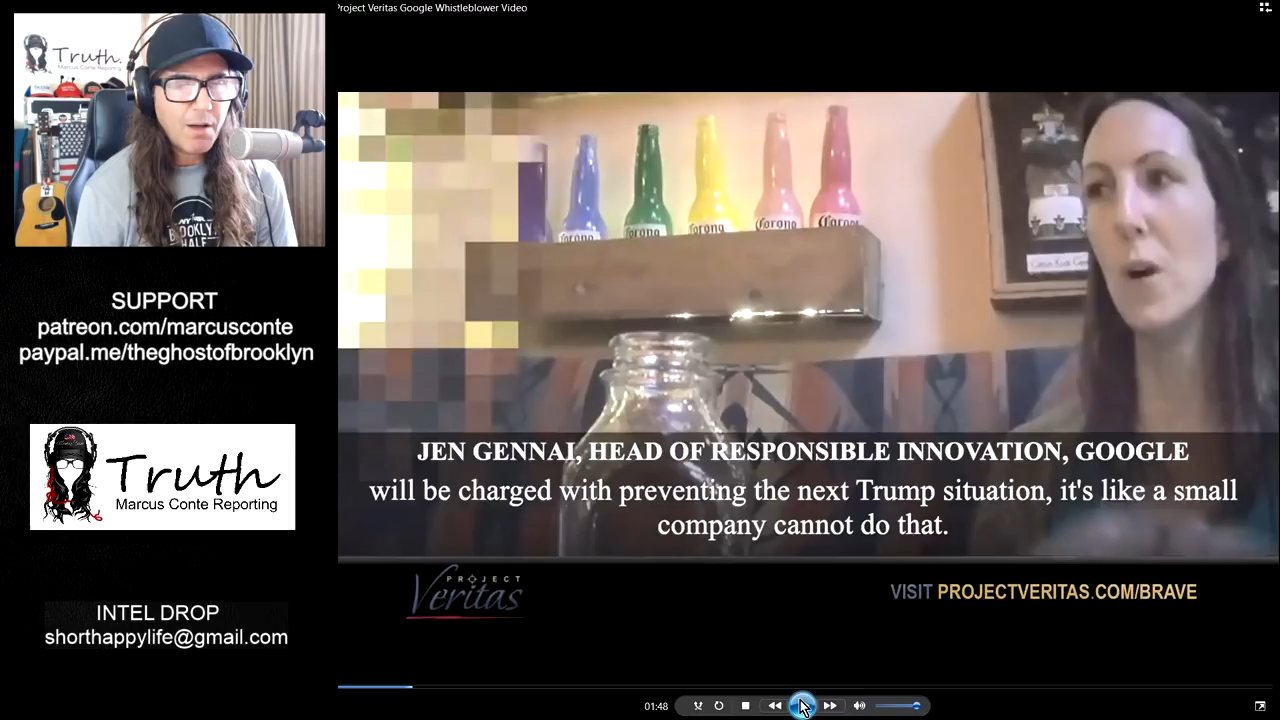 Project Veritas Google Whistleblower Video
Truth.
Marcus Conte Reporting
BROOKLYN
SUPPORT
patreon.com/marcusconte
paypal.me/theghostofbrooklyn
Truth
Marcus Conte Reporting
INTEL DROP
shorthappylife@gmail.com
Corona
Corona
Corona
Corona
Corona
JEN GENNAI, HEAD OF RESPONSIBLE INNOVATION, GOOGLE
will be charged with preventing the next Trump situation, it's like a small
company cannot do that.
PROJECT
Veritas
VISIT PROJECTVERITAS.COM/BRAVE
01:48